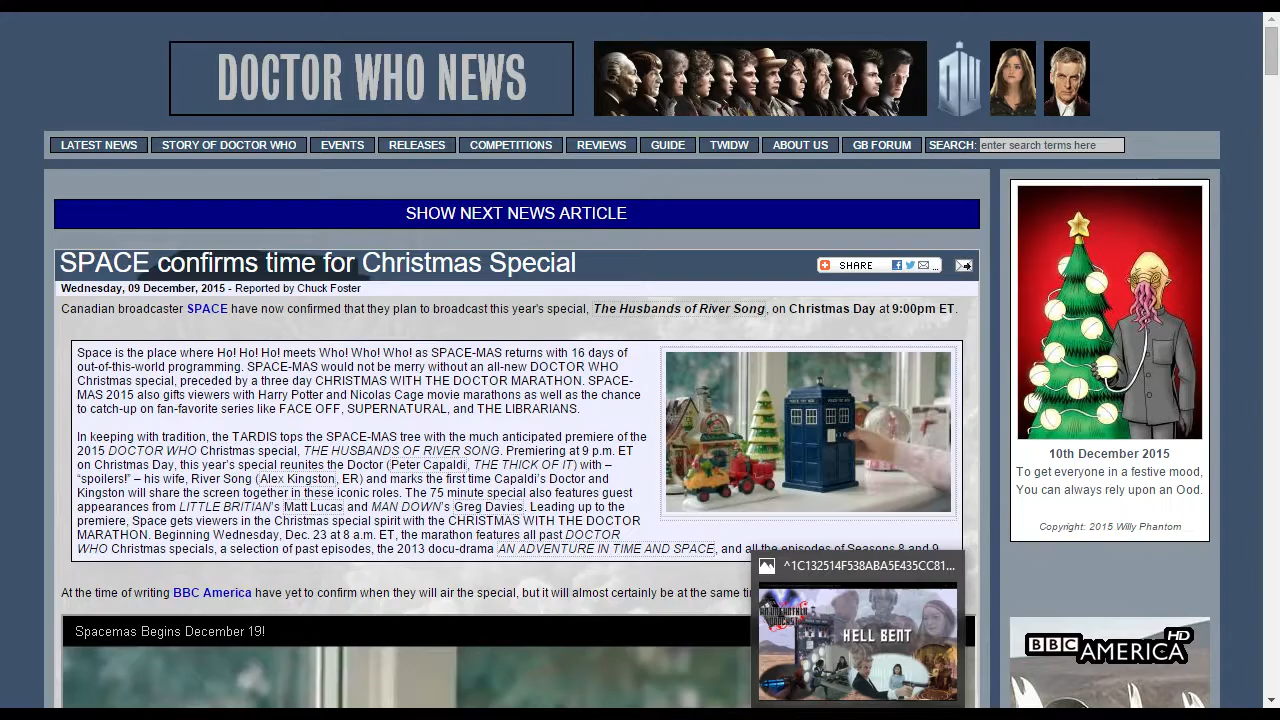 DOCTOR WHO NEWS
LATEST NEWS
STORY OF DOCTOR WHO
EVENTS
RELEASES
COMPETITIONS
REVIEWS
GUIDE
TWIDW
ABOUT US
GB FORUM
SEARCH: enter search terms here
SHOW NEXT NEWS ARTICLE
SPACE confirms time for Christmas Special
SHARE
Wednesday, 09 December, 2015 - Reported by Chuck Foster
Canadian broadcaster SPACE have now confirmed that they plan to broadcast this year's special, The Husbands of River Song, on Christmas Day at 9:00pm ET.
Space is the place where Ho! Ho! Ho! meets Who! Who! Who! as SPACE-MAS returns with 16 days of
out-of-this-world programming. SPACE-MAS would not be merry without an all-new DOCTOR WHO
Christmas special, preceded by a three day CHRISTMAS WITH THE DOCTOR MARATHON. SPACE-
MAS 2015 also gifts viewers with Harry Potter and Nicolas Cage movie marathons as well as the chance
to catch-up on fan-favorite series like FACE OFF, SUPERNATURAL, and THE LIBRARIANS.
In keeping with tradition, the TARDIS tops the SPACE-MAS tree with the much anticipated premiere of the
2015 DOCTOR WHO Christmas special, THE HUSBANDS OF RIVER SONG. Premiering at 9 p.m. ET
on Christmas Day, this year's special reunites the Doctor (Peter Capaldi, THE THICK OF IT) with –
"spoilers!" – his wife, River Song (Alex Kingston, ER) and marks the first time Capaldi's Doctor and
Kingston will share the screen together in these iconic roles. The 75 minute special also features guest
appearances from LITTLE BRITIAN's Matt Lucas and MAN DOWN's Greg Davies. Leading up to the
premiere, Space gets viewers in the Christmas special spirit with the CHRISTMAS WITH THE DOCTOR
MARATHON. Beginning Wednesday, Dec. 23 at 8 a.m. ET, the marathon features all past DOCTOR
WHO Christmas specials, a selection of past episodes, the 2013 docu-drama AN ADVENTURE IN TIME AND SPACE, and all the episodes of Seasons 8 and 9.
At the time of writing BBC America have yet to confirm when they will air the special, but it will almost certainly be at the same
Spacemas Begins December 19!
^1C132514F538ABA5E435CC81...
AN UNEARTHLY
PODCAST
HELL BENT
10th December 2015
To get everyone in a festive mood,
You can always rely upon an Ood.
Copyright: 2015 Willy Phantom
BBC AMERICA HD